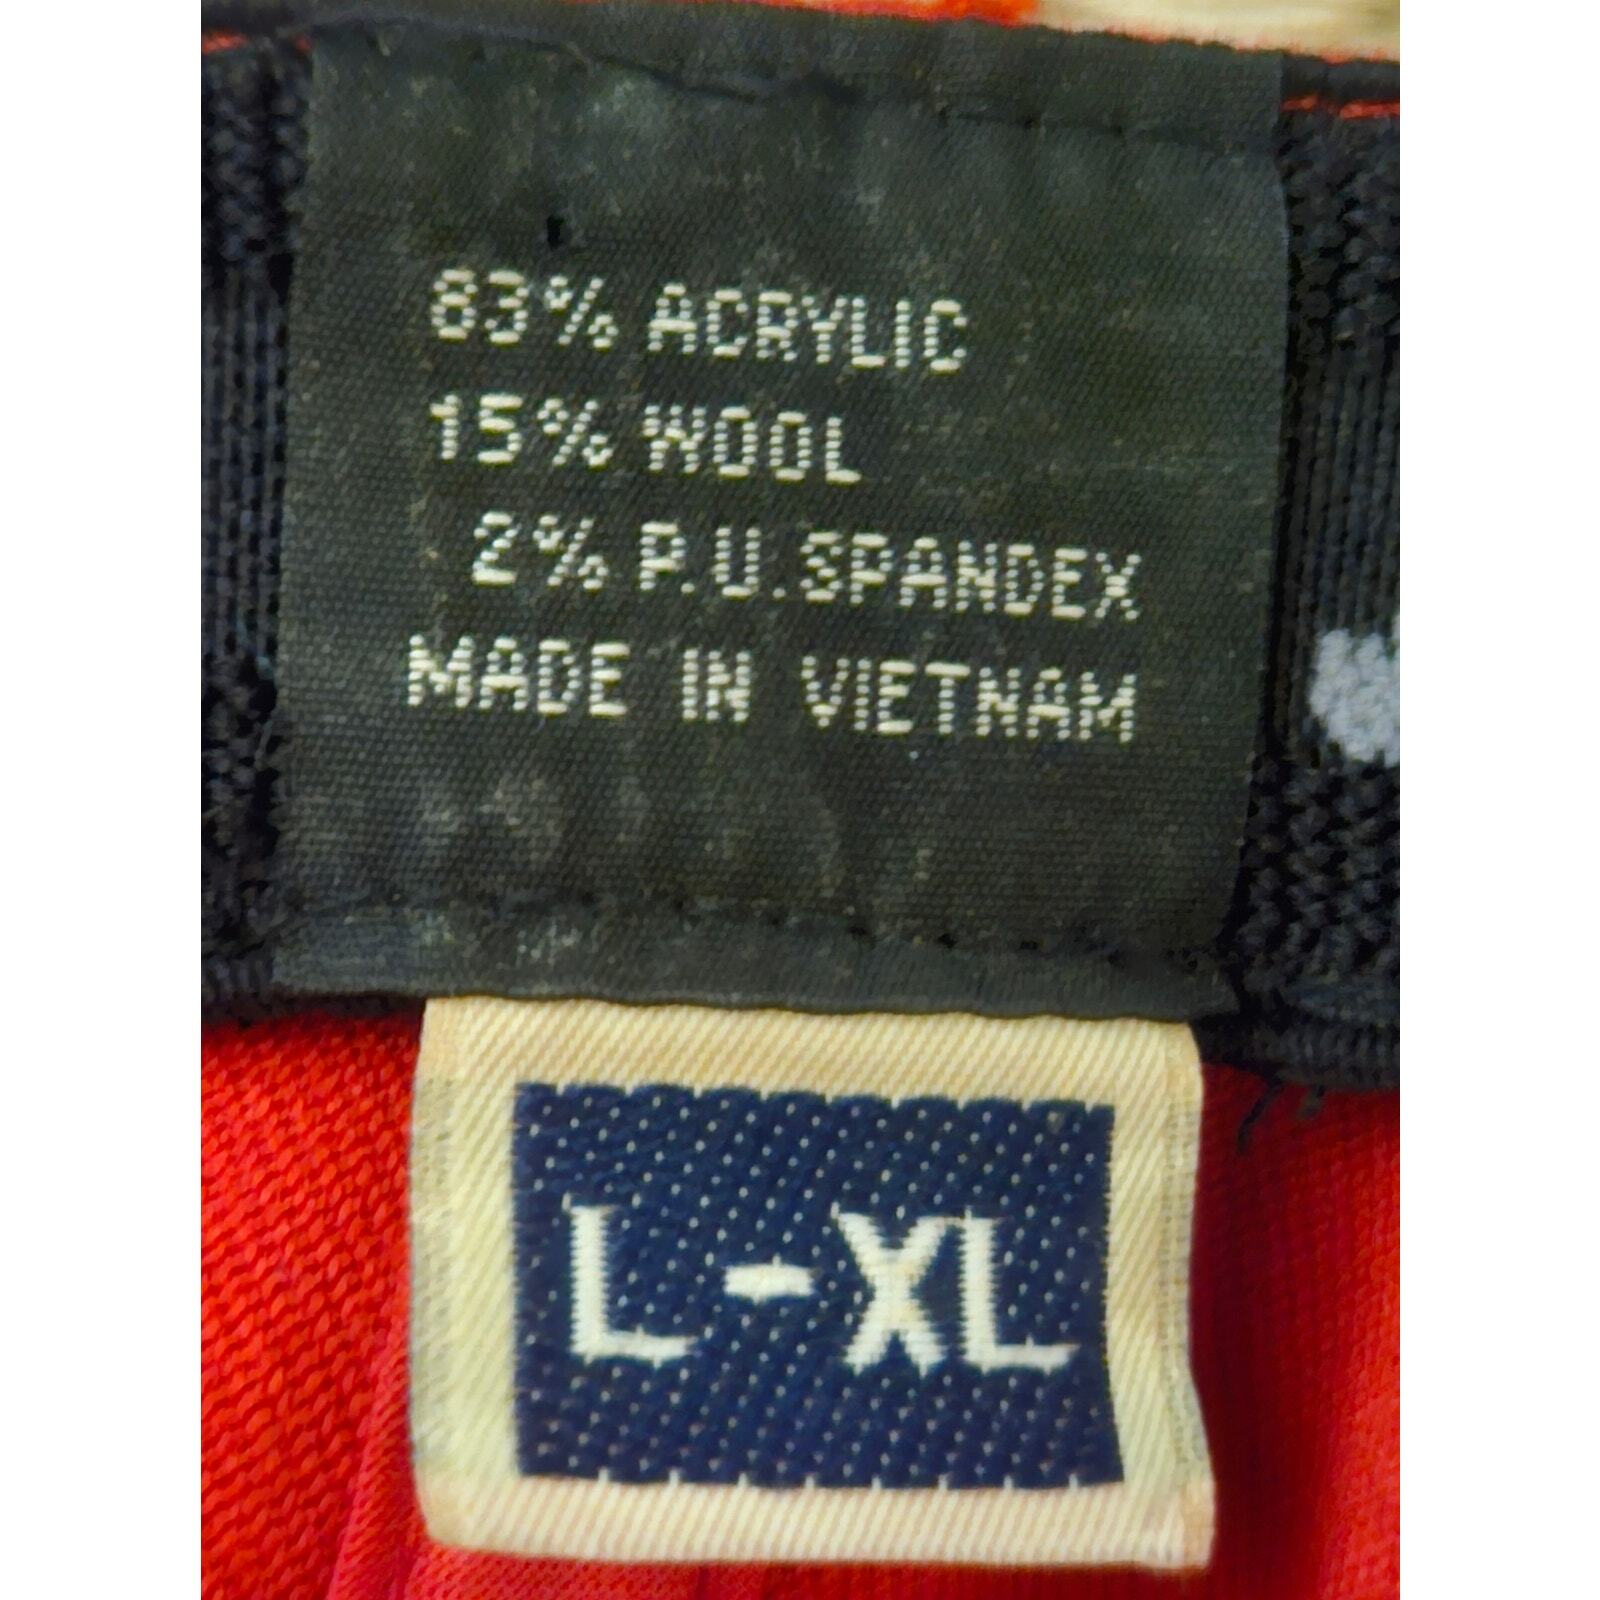 83% ACRYLIC
15% WOOL
2% P.U.SPANDEX
MADE IN VIETNAM
L-XL